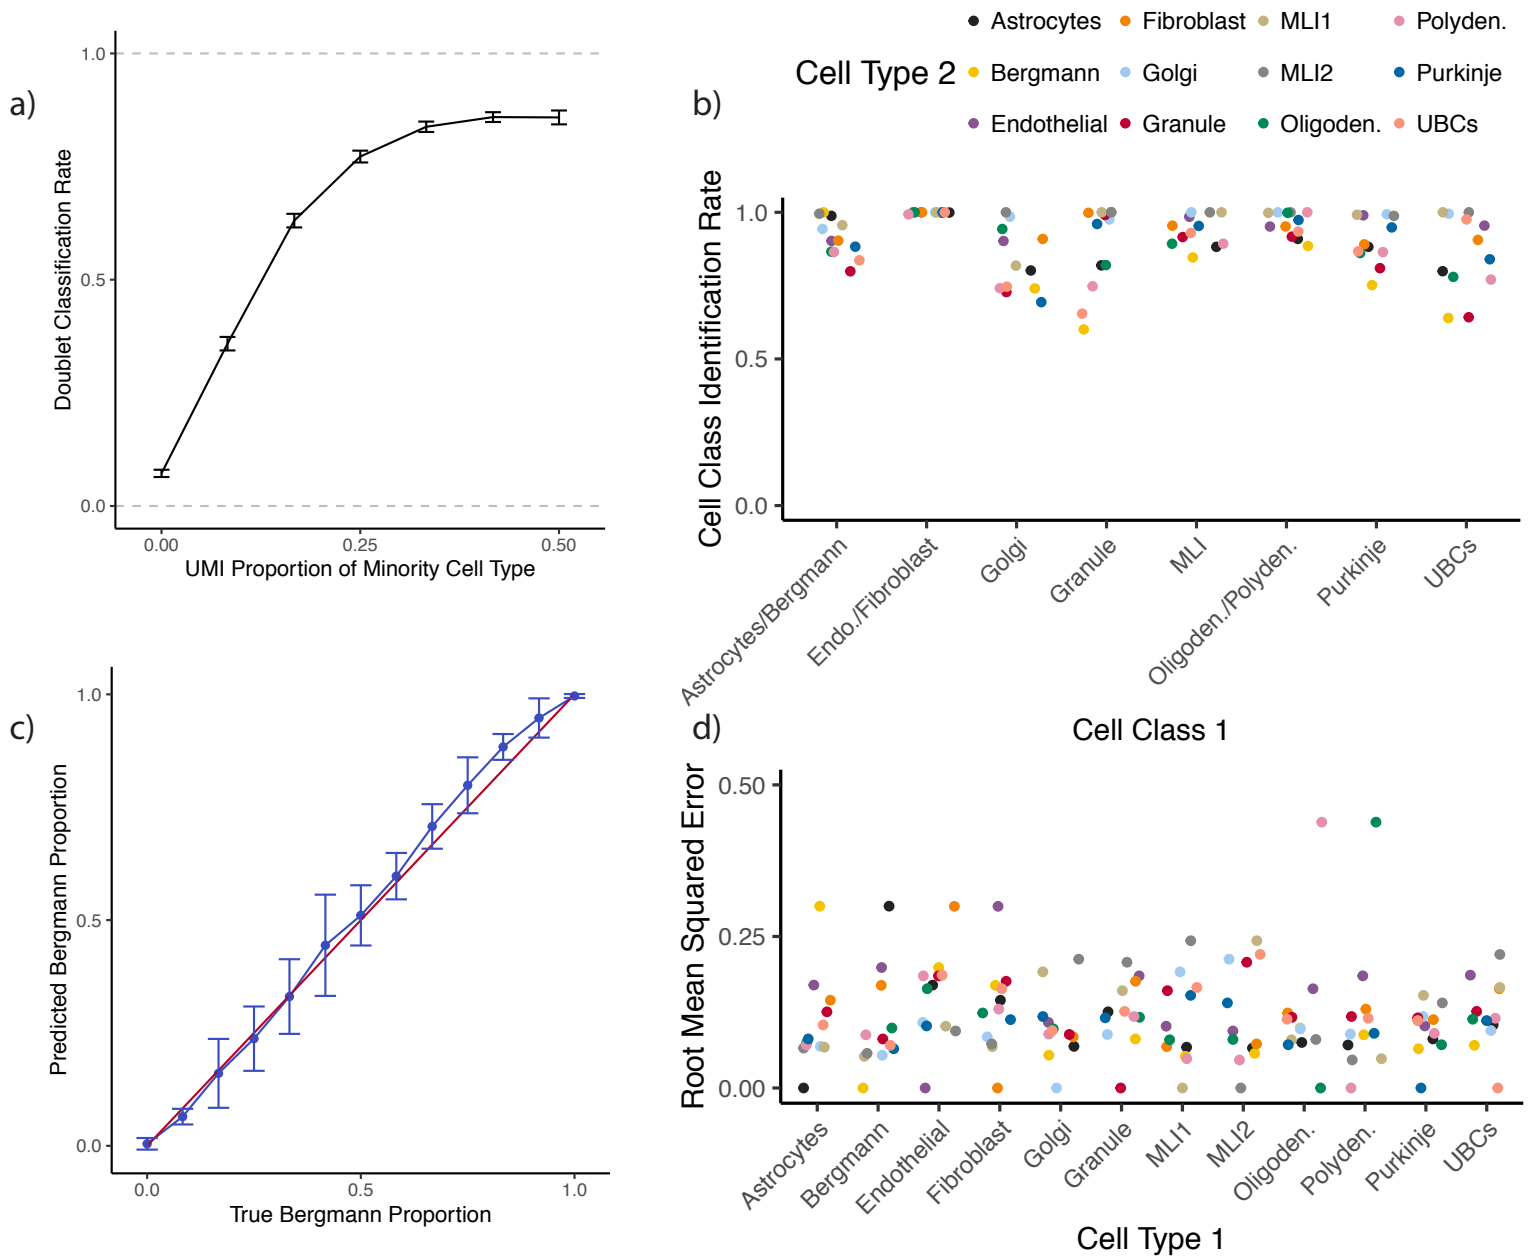 a)
1.0
0.5
0.0
Doublet Classification Rate
0.00 0.25 0.50
UMI Proportion of Minority Cell Type
b)
Cell Type 2
Astrocytes Fibroblast MLI1 Polyden.
Bergmann Golgi MLI2 Purkinje
Endothelial Granule Oligoden. UBCs
1.0
0.5
0.0
Cell Class Identification Rate
Astrocytes/Bergmann
Endo./Fibroblast
Golgi
Granule
MLI
Oligoden./Polyden.
Purkinje
UBCs
Cell Class 1
c)
1.0
0.5
0.0
Predicted Bergmann Proportion
0.0 0.5 1.0
True Bergmann Proportion
d)
0.50
0.25
0.00
Root Mean Squared Error
Astrocytes
Bergmann
Endothelial
Fibroblast
Golgi
Granule
MLI1
MLI2
Oligoden.
Polyden.
Purkinje
UBCs
Cell Type 1